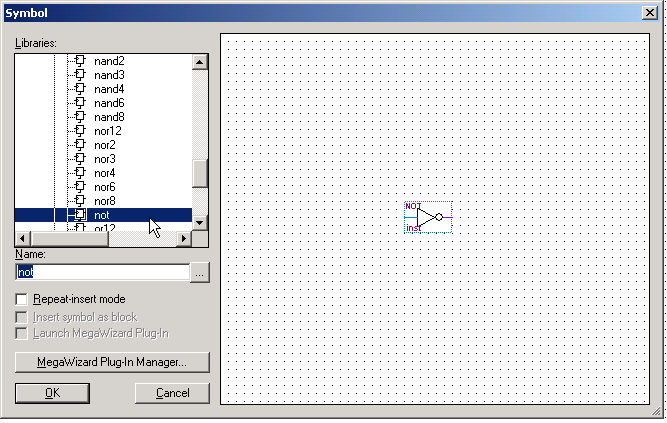 Symbol
Libraries:
nand2
nand3
nand4
nand6
nand8
nor12
nor2
nor3
nor4
nor6
nor8
not
or12
Name:
not
...
Repeat-insert mode
Insert symbol as block
Launch MegaWizard Plug-In
MegaWizard Plug-In Manager...
OK Cancel
NOT
inst